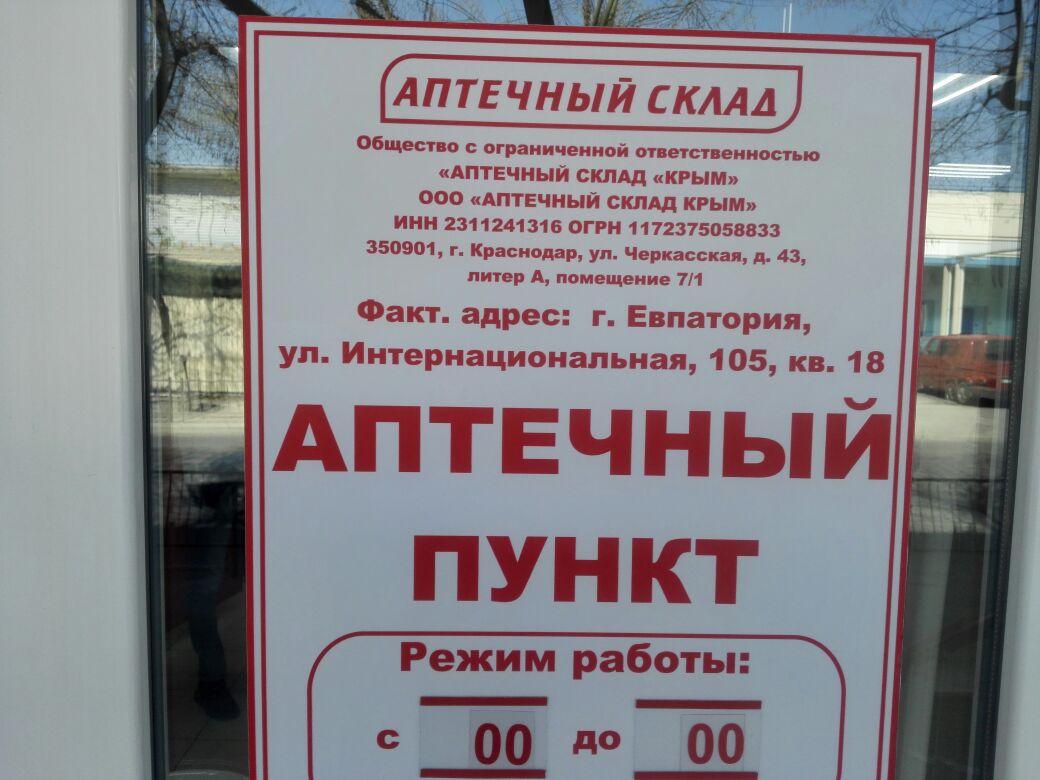 АПТЕЧНЫЙ СКЛАД
Общество с ограниченной ответственностью
«АПТЕЧНЫЙ СКЛАД «КРЫМ»
ООО «АПТЕЧНЫЙ СКЛАД КРЫМ»
ИНН 2311241316 ОГРН 1172375058833
350901, г. Краснодар, ул. Черкасская, д. 43,
литер А, помещение 7/1
Факт. адрес: г. Евпатория,
ул. Интернациональная, 105, кв. 18
АПТЕЧНЫЙ
ПУНКТ
Режим работы:
с 00 до 00